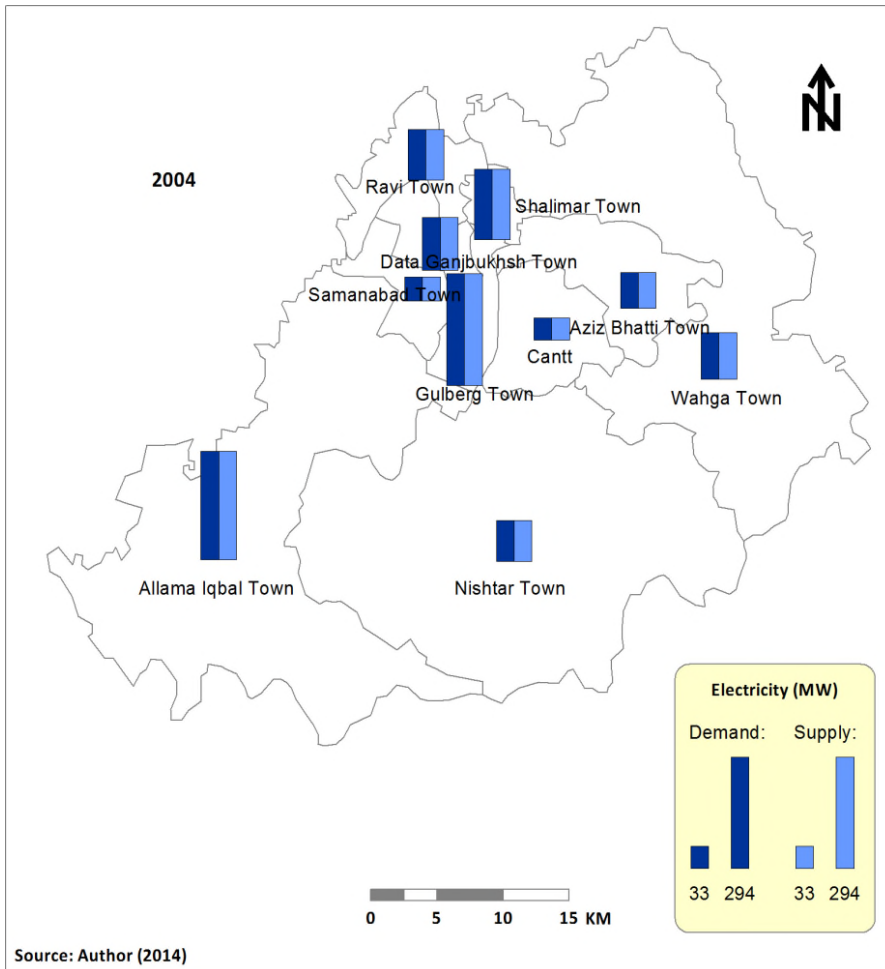 N
2004
Ravi Town
Shalimar Town
Data Ganjbukhsh Town
Samanabad Town
Aziz Bhatti Town
Cantt
Gulberg Town
Wahga Town
Allama Iqbal Town
Nishtar Town
Electricity (MW)
Demand: Supply:
33 294 33 294
0 5 10 15 KM
Source: Author (2014)